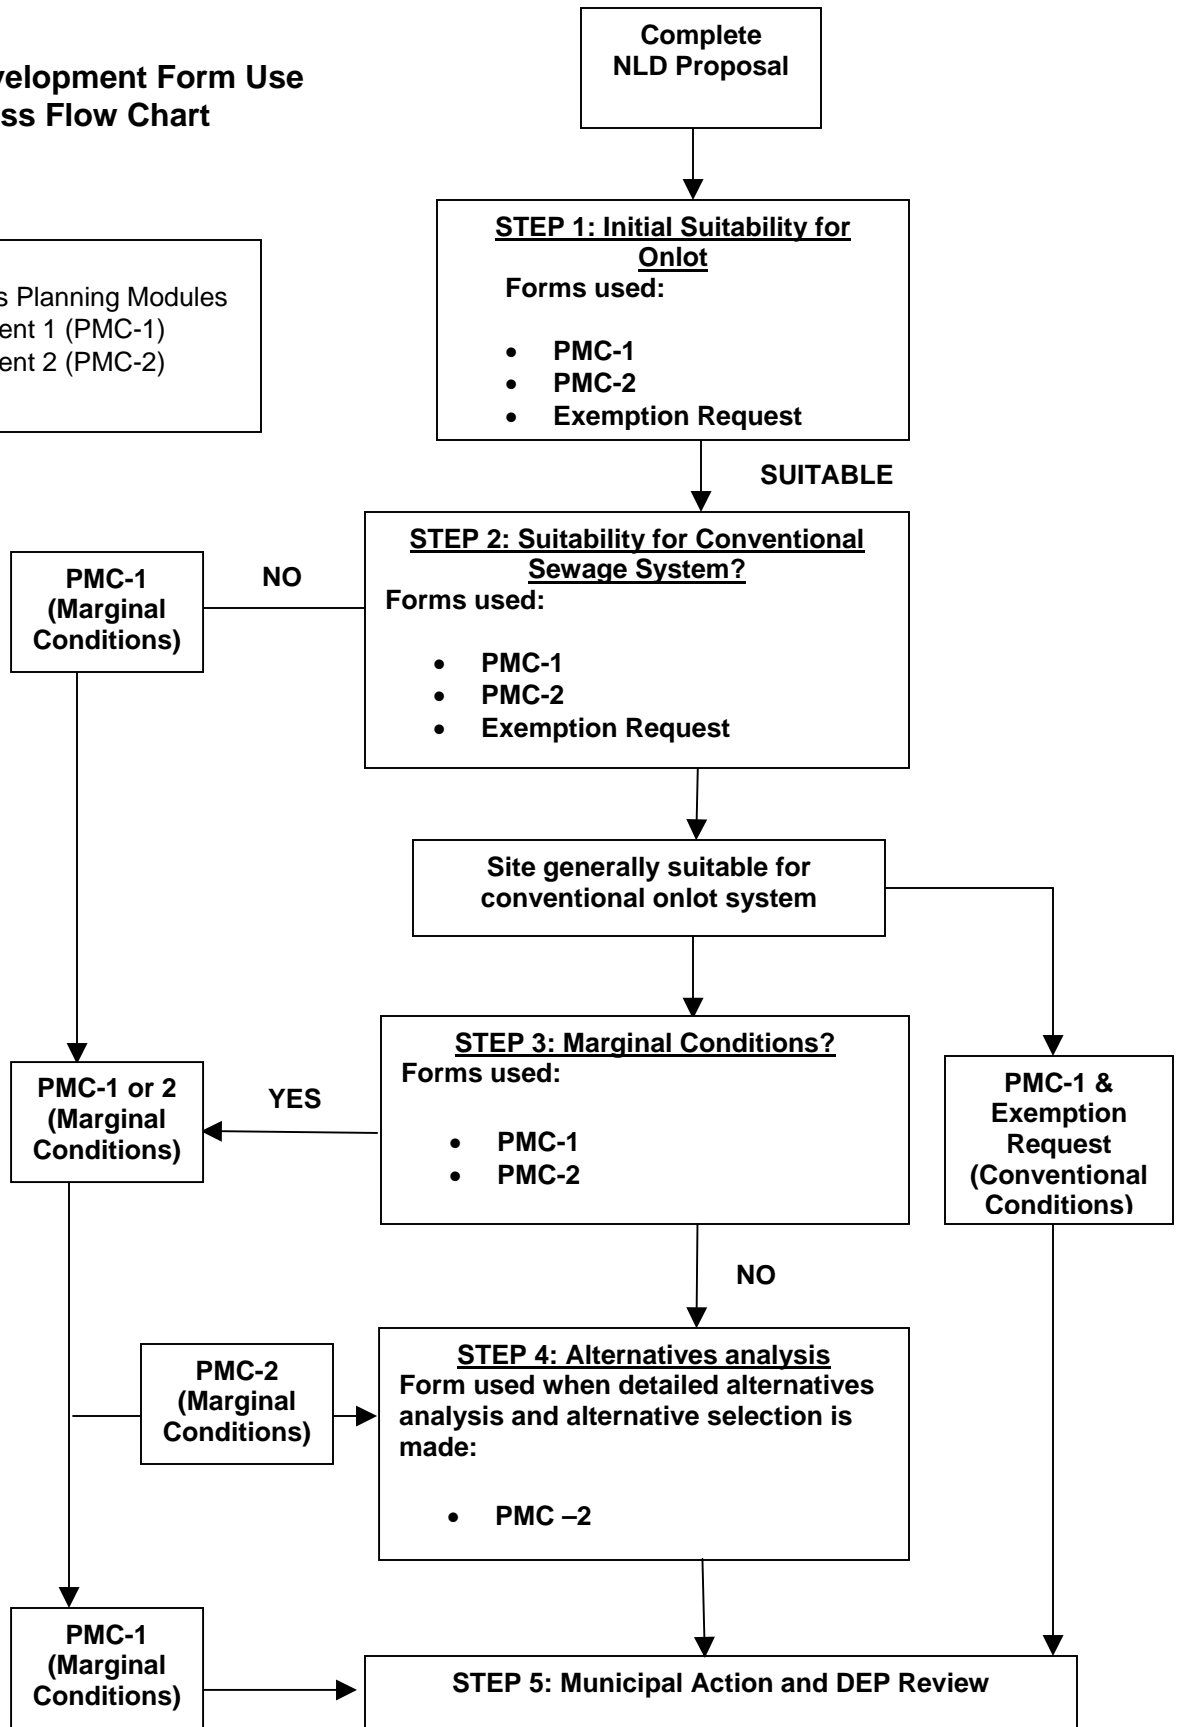 Complete
NLD Proposal
velopment Form Use
ss Flow Chart
STEP 1: Initial Suitability for
Onlot
Forms used:
• PMC-1
• PMC-2
• Exemption Request
s Planning Modules
ent 1 (PMC-1)
ent 2 (PMC-2)
SUITABLE
STEP 2: Suitability for Conventional
Sewage System?
Forms used:
• PMC-1
• PMC-2
• Exemption Request
NO
PMC-1
(Marginal
Conditions)
Site generally suitable for
conventional onlot system
STEP 3: Marginal Conditions?
Forms used:
• PMC-1
• PMC-2
YES
PMC-1 or 2
(Marginal
Conditions)
PMC-1 &
Exemption
Request
(Conventional
Conditions)
NO
PMC-2
(Marginal
Conditions)
STEP 4: Alternatives analysis
Form used when detailed alternatives
analysis and alternative selection is
made:
• PMC –2
PMC-1
(Marginal
Conditions)
STEP 5: Municipal Action and DEP Review